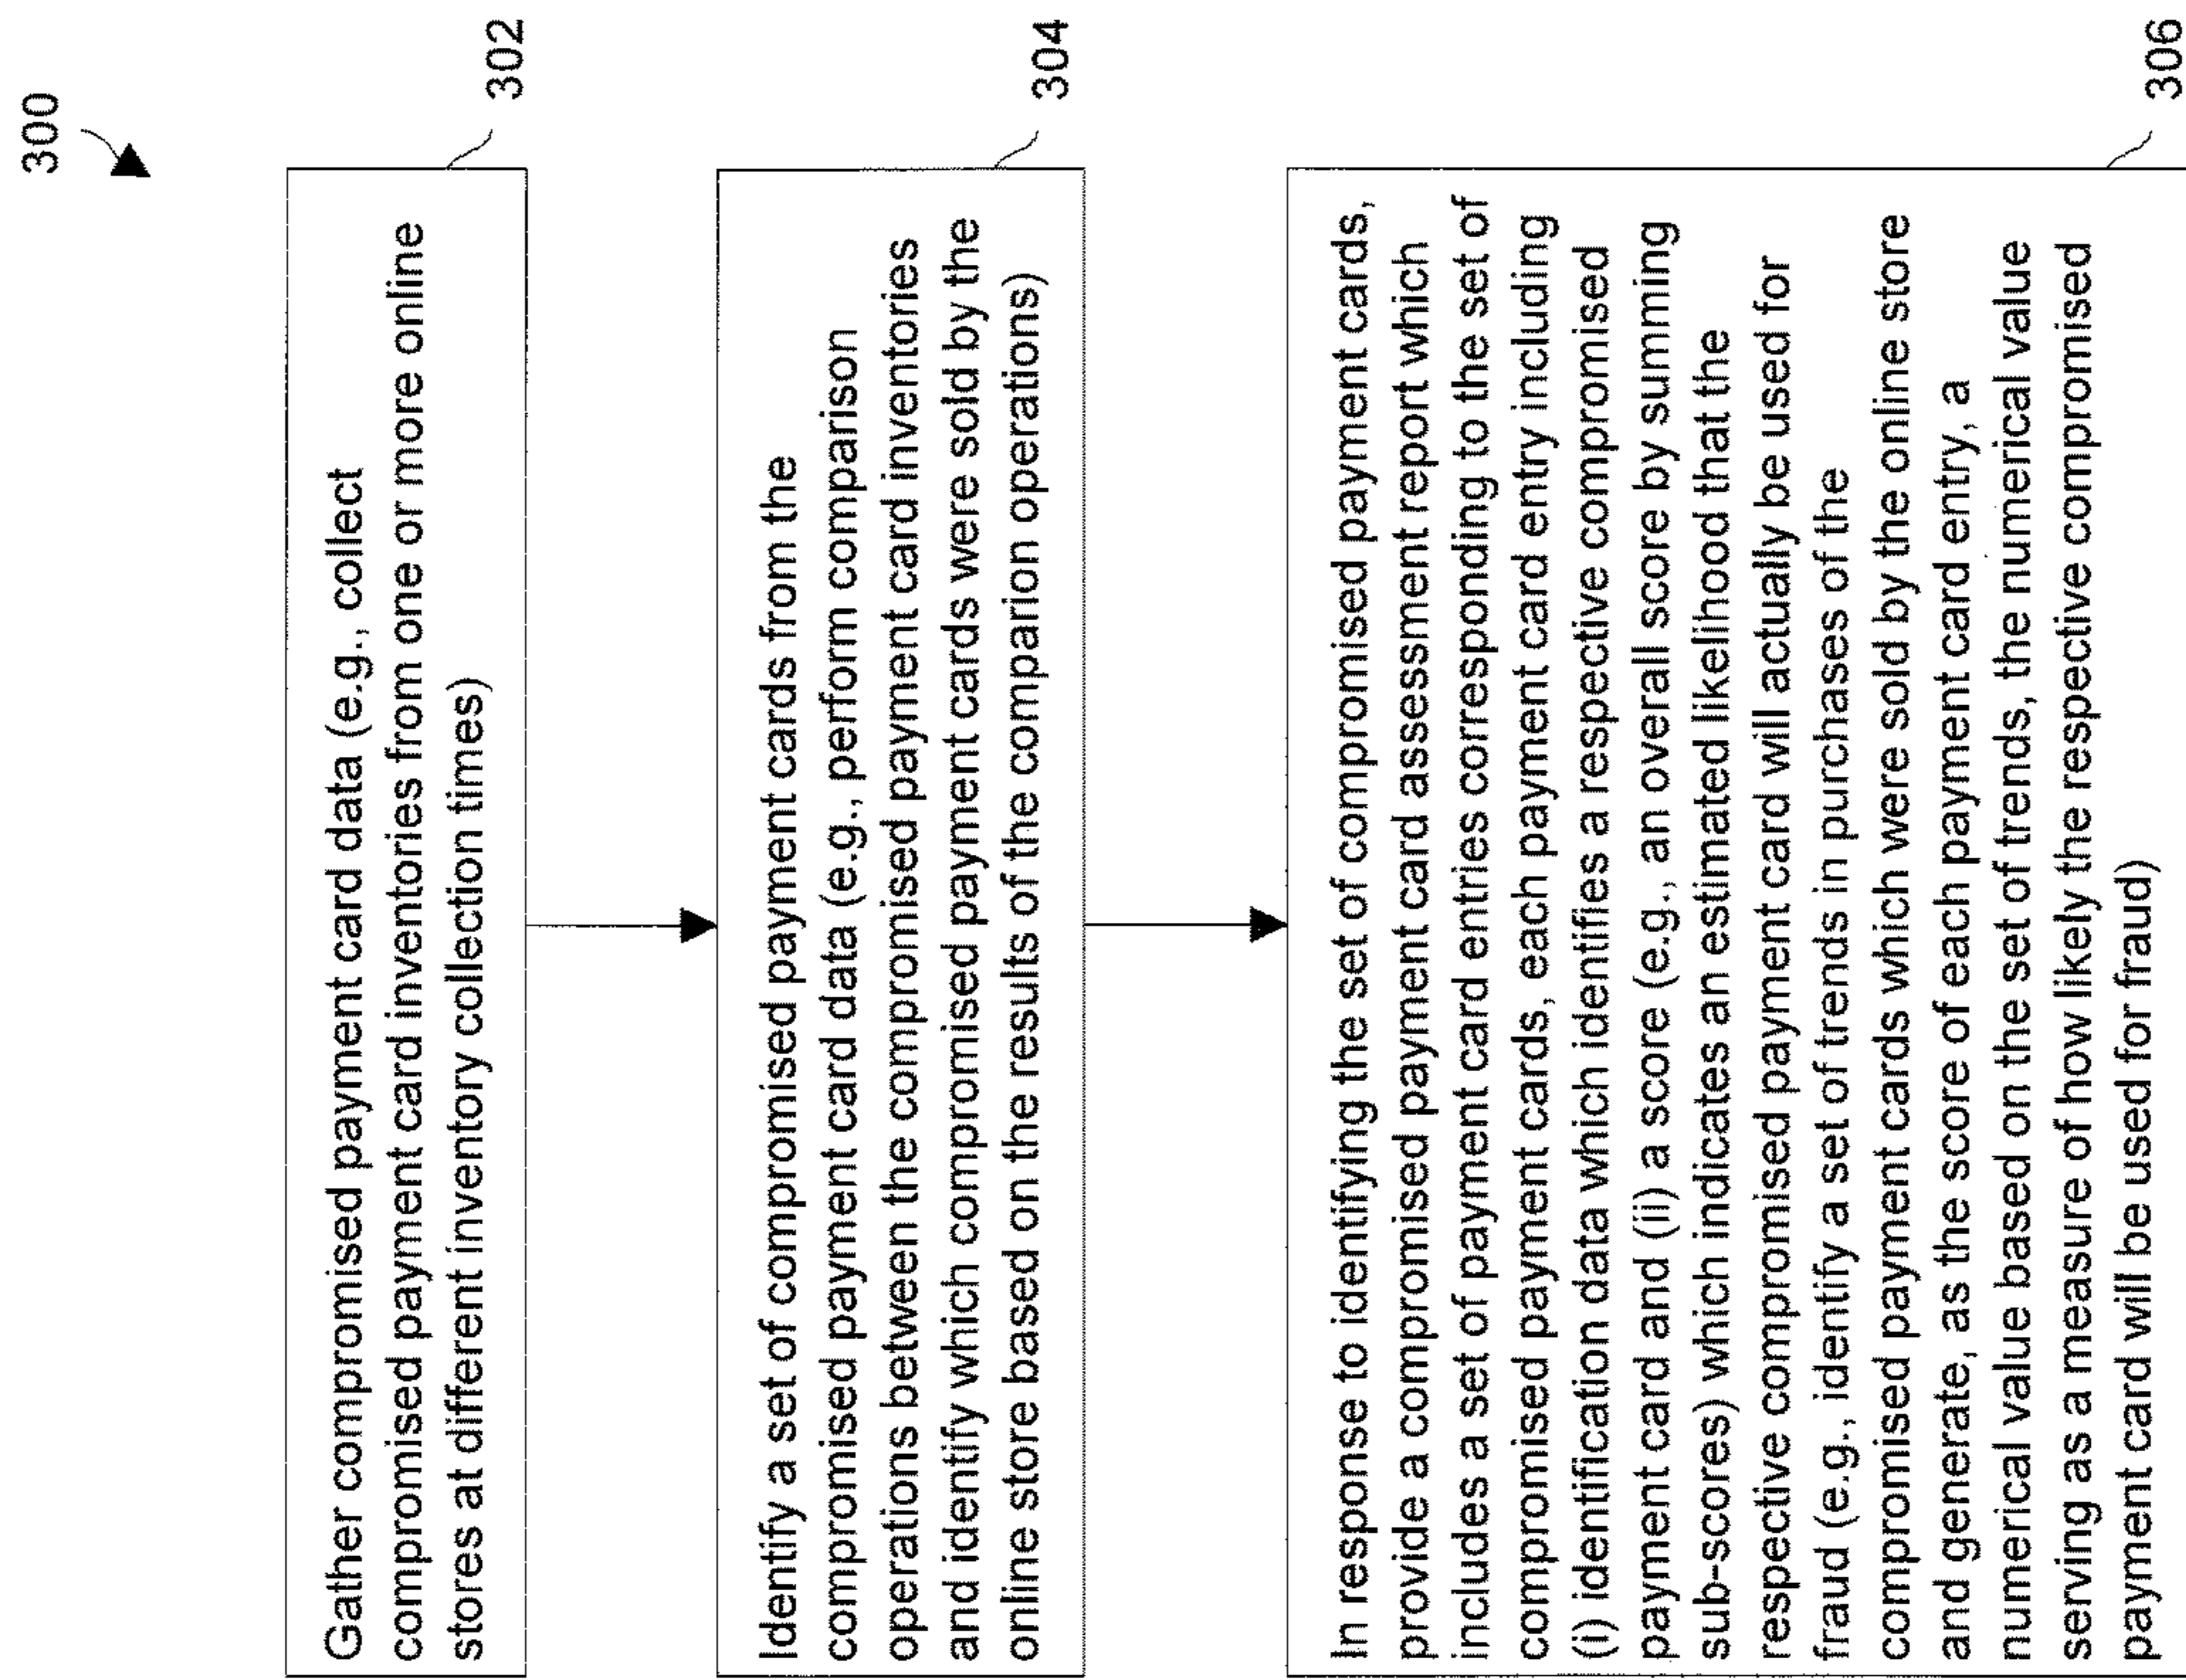 300
Gather compromised payment card data (e.g., collect
compromised payment card inventories from one or more online
stores at different inventory collection times)
302
Identify a set of compromised payment cards from the
compromised payment card data (e.g., perform comparison
operations between the compromised payment card inventories
and identify which compromised payment cards were sold by the
online store based on the results of the comparion operations)
304
In response to identifying the set of compromised payment cards,
provide a compromised payment card assessment report which
includes a set of payment card entries corresponding to the set of
compromised payment cards, each payment card entry including
(i) identification data which identifies a respective compromised
payment card and (ii) a score (e.g., an overall score by summing
sub-scores) which indicates an estimated likelihood that the
respective compromised payment card will actually be used for
fraud (e.g., identify a set of trends in purchases of the
compromised payment cards which were sold by the online store
and generate, as the score of each payment card entry, a
numerical value based on the set of trends, the numerical value
serving as a measure of how likely the respective compromised
payment card will be used for fraud)
306